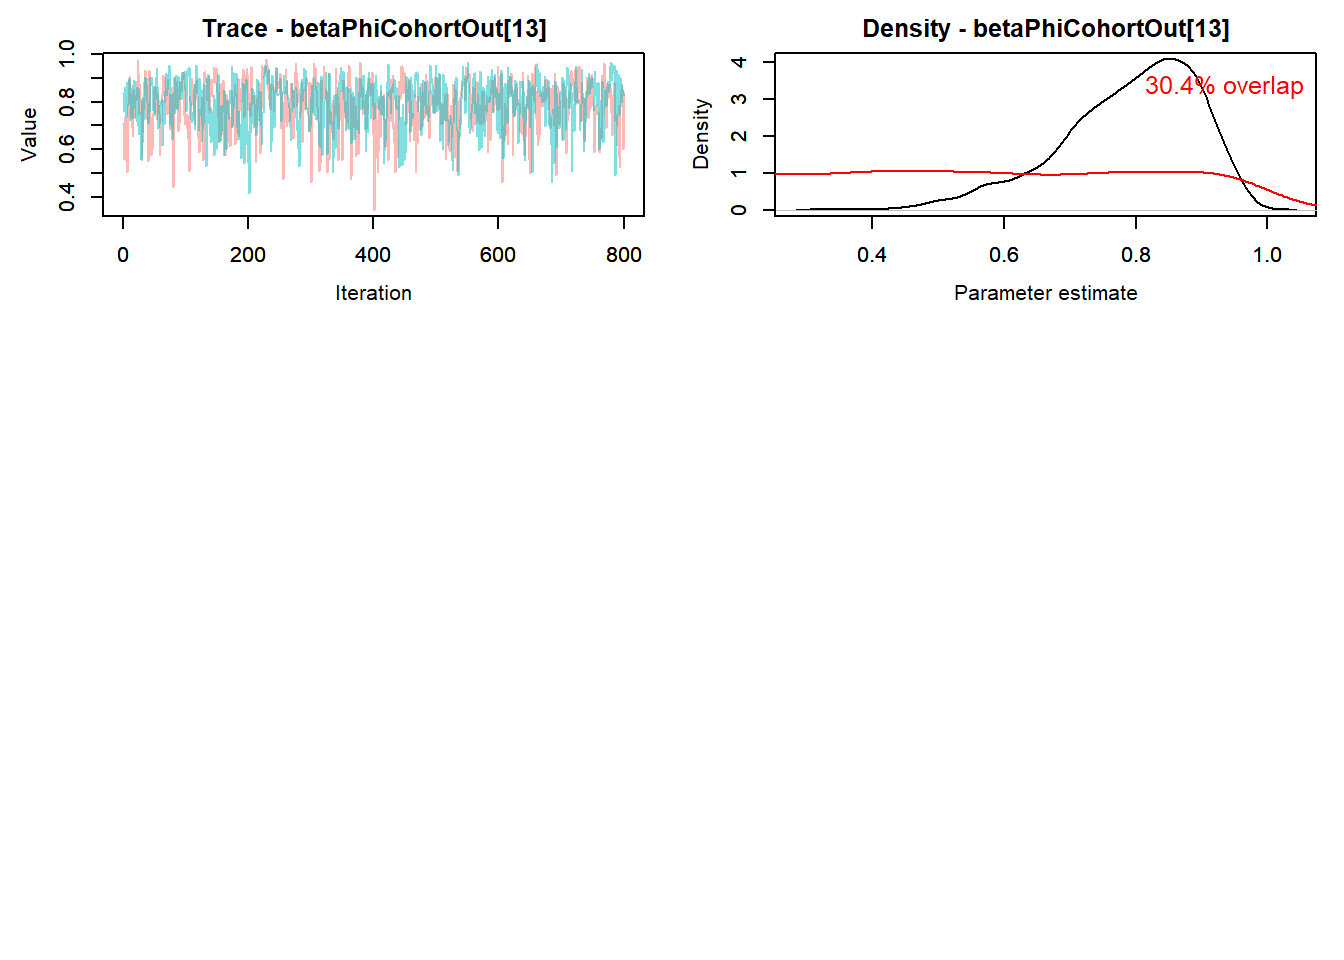 Trace - betaPhiCohortOut[13]
Value
1.0
0.8
0.6
0.4
0 200 400 600 800
Iteration
Density - betaPhiCohortOut[13]
Density
4
3
2
1
0
30.4% overlap
0.4 0.6 0.8 1.0
Parameter estimate